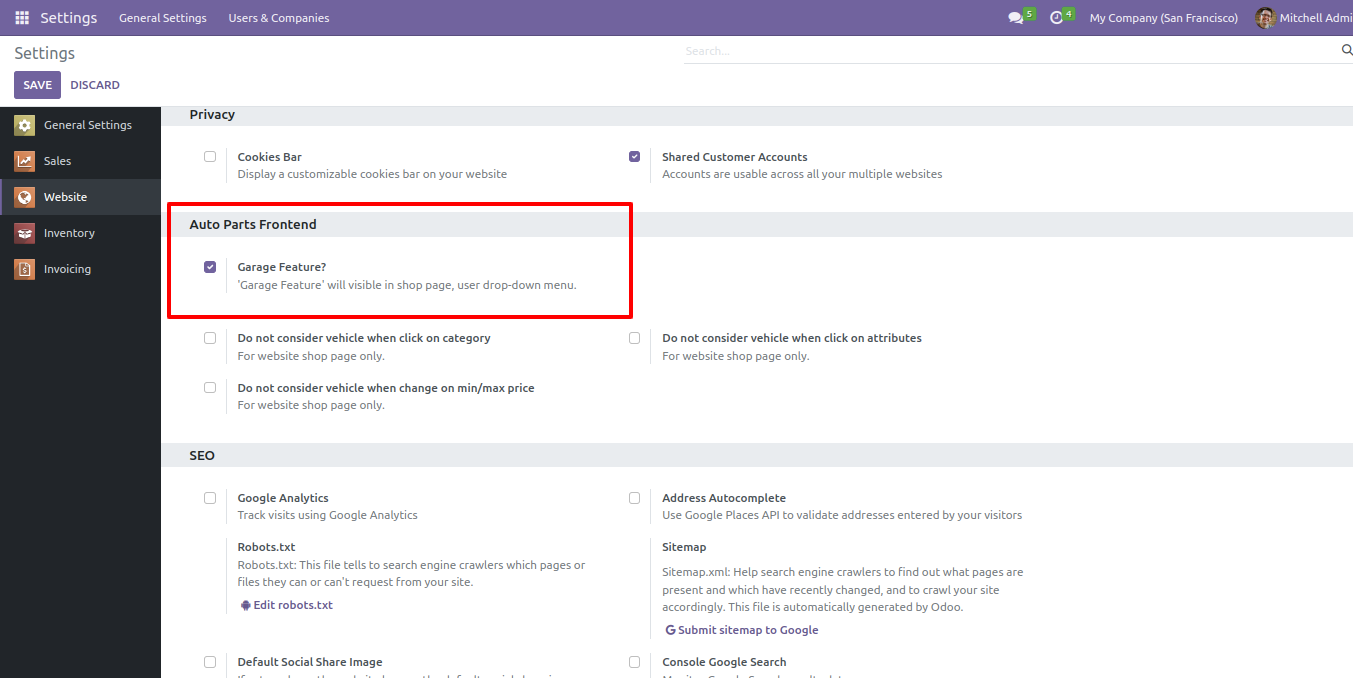 Settings General Settings Users & Companies 5 4 My Company (San Francisco) Mitchell Admi
Settings
Search...
SAVE DISCARD
General Settings
Sales
Website
Inventory
Invoicing
Privacy
Cookies Bar
Display a customizable cookies bar on your website
Shared Customer Accounts
Accounts are usable across all your multiple websites
Auto Parts Frontend
Garage Feature?
'Garage Feature' will visible in shop page, user drop-down menu.
Do not consider vehicle when click on category
For website shop page only.
Do not consider vehicle when click on attributes
For website shop page only.
Do not consider vehicle when change on min/max price
For website shop page only.
SEO
Google Analytics
Track visits using Google Analytics
Address Autocomplete
Use Google Places API to validate addresses entered by your visitors
Robots.txt
Robots.txt: This file tells to search engine crawlers which pages or
files they can or can't request from your site.
Edit robots.txt
Sitemap
Sitemap.xml: Help search engine crawlers to find out what pages are
present and which have recently changed, and to crawl your site
accordingly. This file is automatically generated by Odoo.
Submit sitemap to Google
Default Social Share Image
Console Google Search